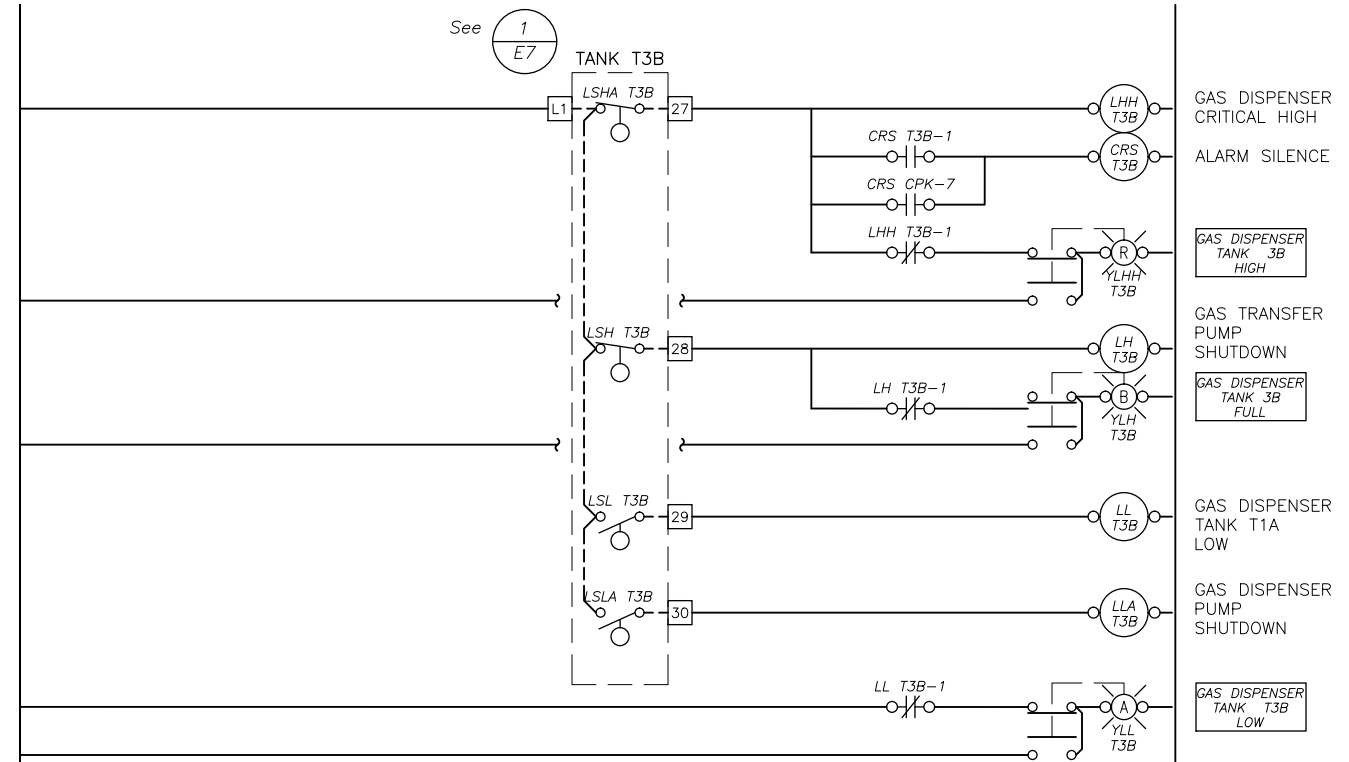 See 1
E7
TANK T3B
LSHA T3B
L1
27
LHH
T3B
GAS DISPENSER
CRITICAL HIGH
CRS T3B-1
CRS
T3B
ALARM SILENCE
CRS CPK-7
LHH T3B-1
R
YLHH
T3B
GAS DISPENSER
TANK 3B
HIGH
LSH T3B
28
LH
T3B
GAS TRANSFER
PUMP
SHUTDOWN
LH T3B-1
B
YLH
T3B
GAS DISPENSER
TANK 3B
FULL
LSL T3B
29
LL
T3B
GAS DISPENSER
TANK T1A
LOW
LSLA T3B
30
LLA
T3B
GAS DISPENSER
PUMP
SHUTDOWN
LL T3B-1
A
YLL
T3B
GAS DISPENSER
TANK T3B
LOW